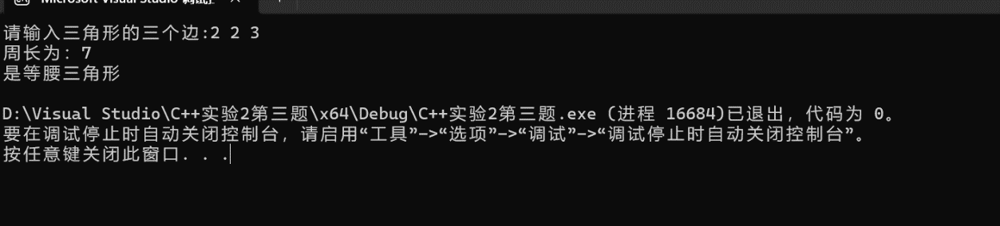 Microsoft Visual Studio 调试
请输入三角形的三个边:2 2 3
周长为: 7
是等腰三角形
D:\Visual Studio\C++实验2第三题\x64\Debug\C++实验2第三题.exe (进程 16684)已退出，代码为 0。
要在调试停止时自动关闭控制台，请启用“工具”->“选项”->“调试”->“调试停止时自动关闭控制台”。
按任意键关闭此窗口. . .